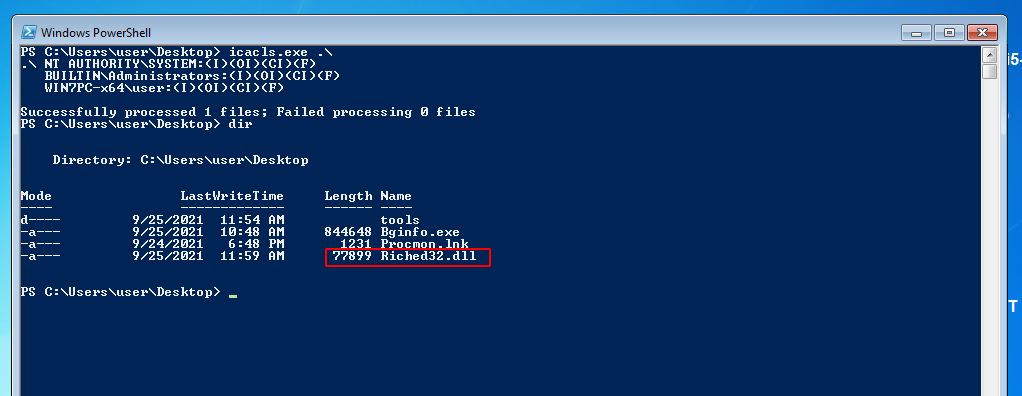 Windows PowerShell
PS C:\Users\user\Desktop> icacls.exe .\
.\ NT AUTHORITY\SYSTEM:(I)(OI)(CI)(F)
BUILTIN\Administrators:(I)(OI)(CI)(F)
WIN7PC-x64\user:(I)(OI)(CI)(F)
Successfully processed 1 files; Failed processing 0 files
PS C:\Users\user\Desktop> dir
Directory: C:\Users\user\Desktop
Mode LastWriteTime Length Name
---- ------------- ------ ----
d---- 9/25/2021 11:54 AM tools
-a--- 9/25/2021 10:48 AM 844648 Bginfo.exe
-a--- 9/24/2021 6:48 PM 1231 Procmon.lnk
-a--- 9/25/2021 11:59 AM 77899 Riched32.dll
PS C:\Users\user\Desktop>
i5-
T